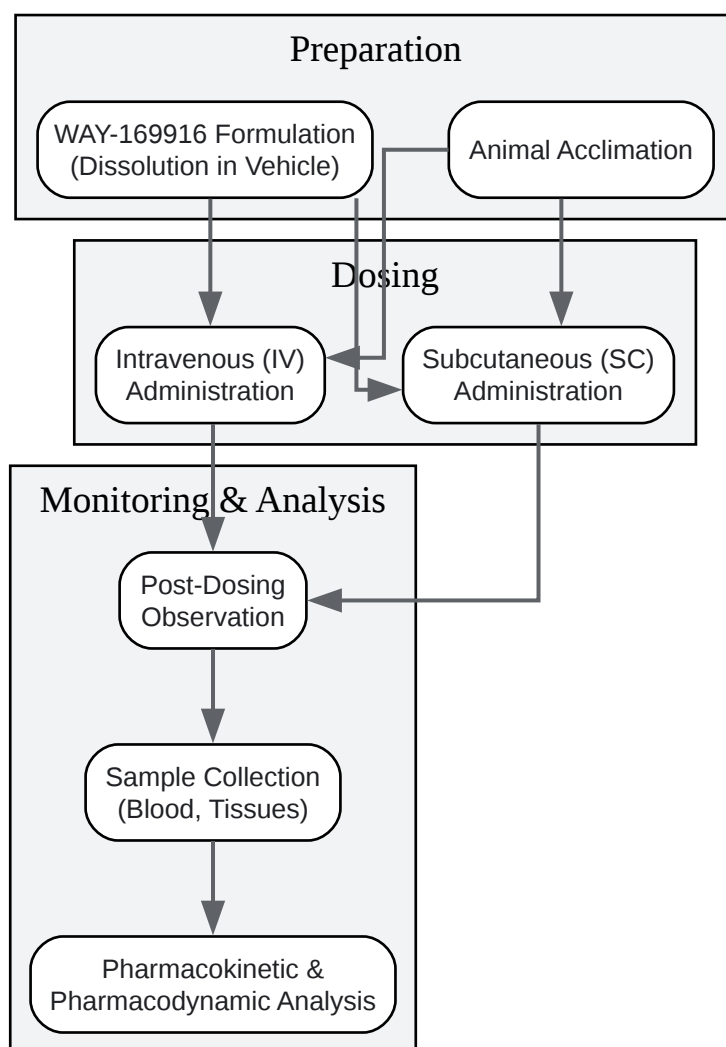 Preparation
WAY-169916 Formulation
(Dissolution in Vehicle)
Animal Acclimation
Dosing
Intravenous (IV)
Administration
Subcutaneous (SC)
Administration
Monitoring & Analysis
Post-Dosing
Observation
Sample Collection
(Blood, Tissues)
Pharmacokinetic &
Pharmacodynamic Analysis